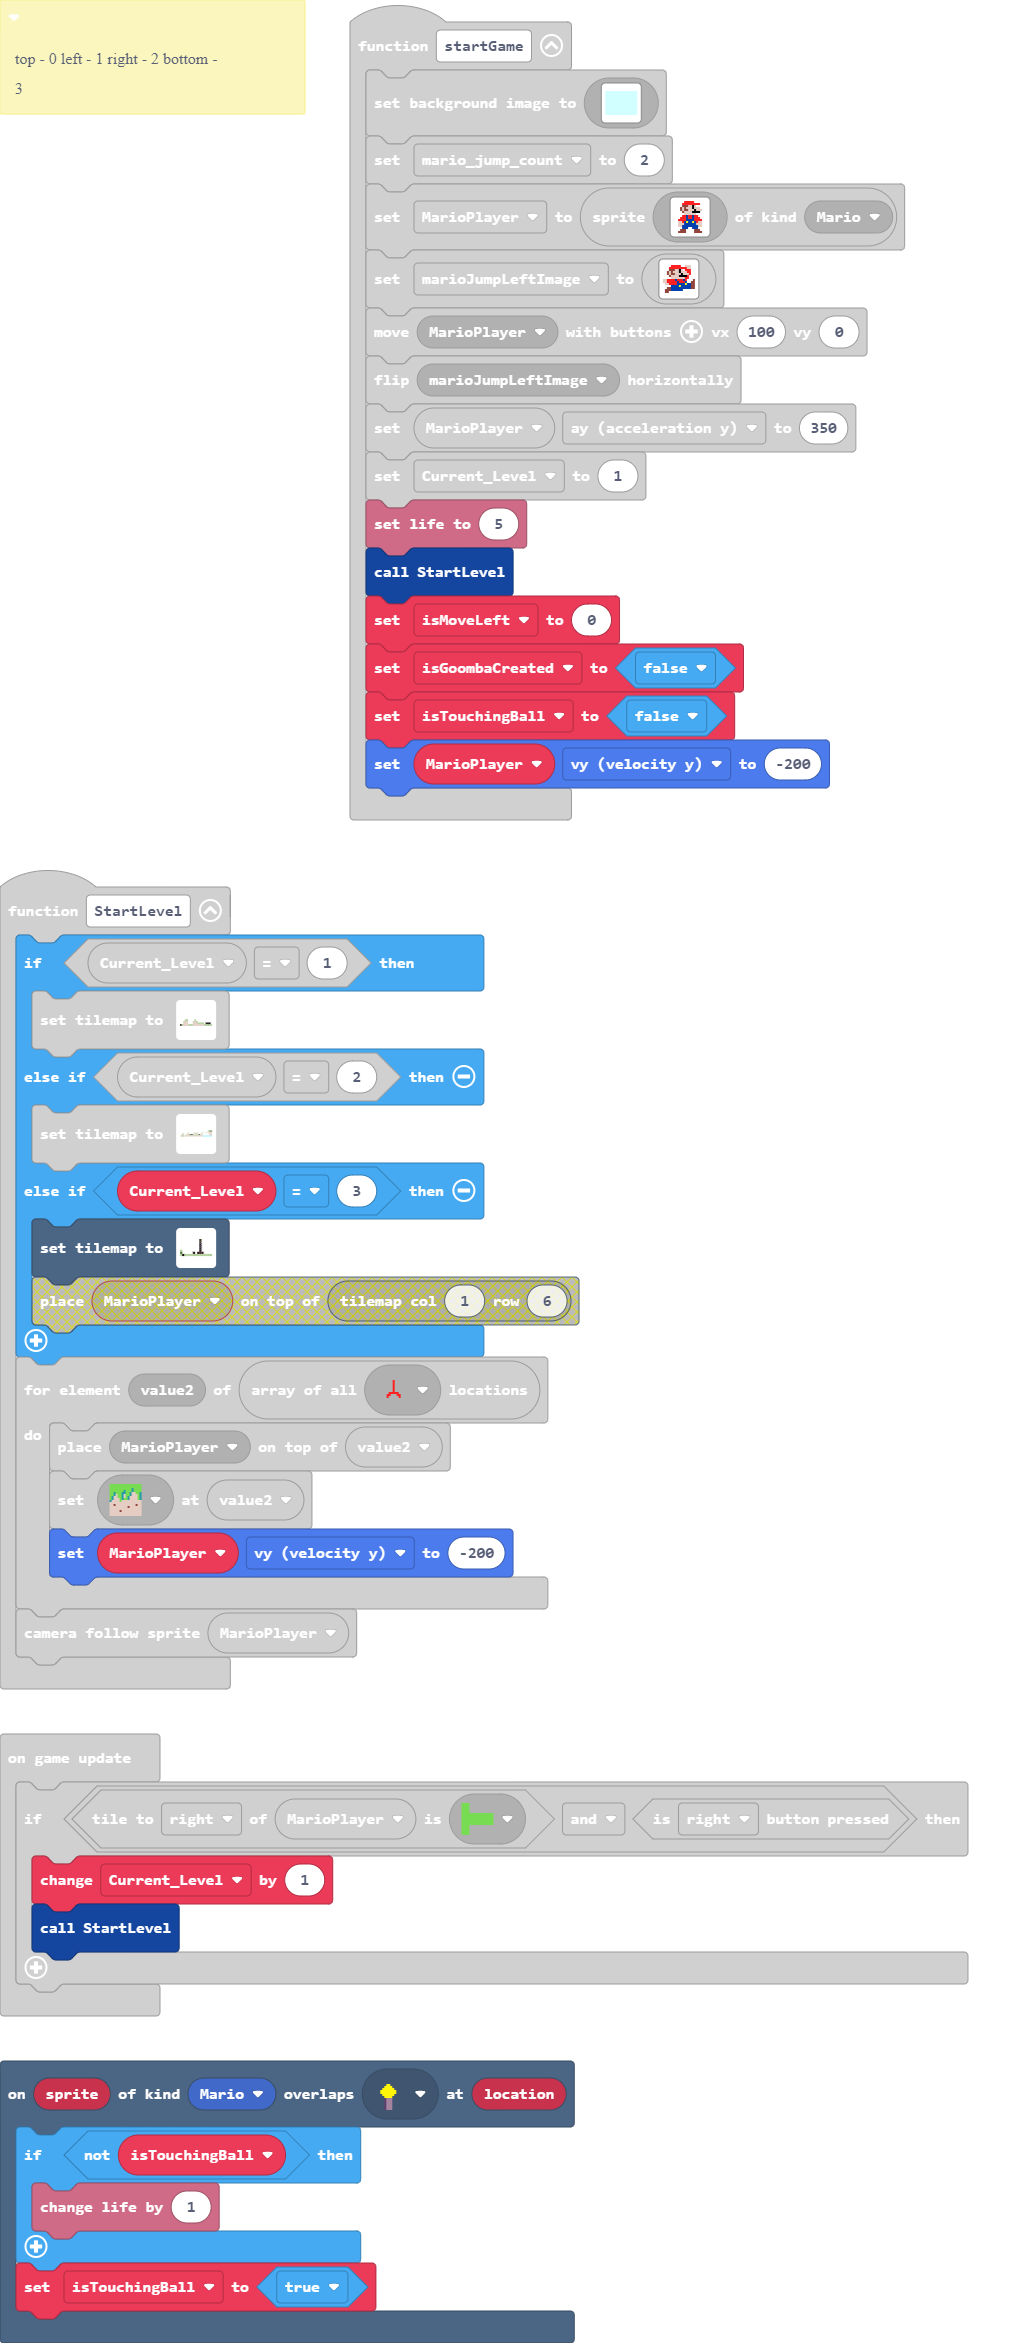 top - 0 left - 1 right - 2 bottom -
3
function startGame
set background image to
set mario_jump_count to 2
set MarioPlayer to sprite of kind Mario
set marioJumpLeftImage to
move MarioPlayer with buttons vx 100 vy 0
flip marioJumpLeftImage horizontally
set MarioPlayer ay (acceleration y) to 350
set Current_Level to 1
set life to 5
call StartLevel
set isMoveLeft to 0
set isGoombaCreated to false
set isTouchingBall to false
set MarioPlayer vy (velocity y) to -200
function StartLevel
if Current_Level = 1 then
set tilemap to
else if Current_Level = 2 then
set tilemap to
else if Current_Level = 3 then
set tilemap to
place MarioPlayer on top of tilemap col 1 row 6
for element value2 of array of all locations
do
place MarioPlayer on top of value2
set at value2
set MarioPlayer vy (velocity y) to -200
camera follow sprite MarioPlayer
on game update
if tile to right of MarioPlayer is and is right button pressed then
change Current_Level by 1
call StartLevel
on sprite of kind Mario overlaps at location
if not isTouchingBall then
change life by 1
set isTouchingBall to true